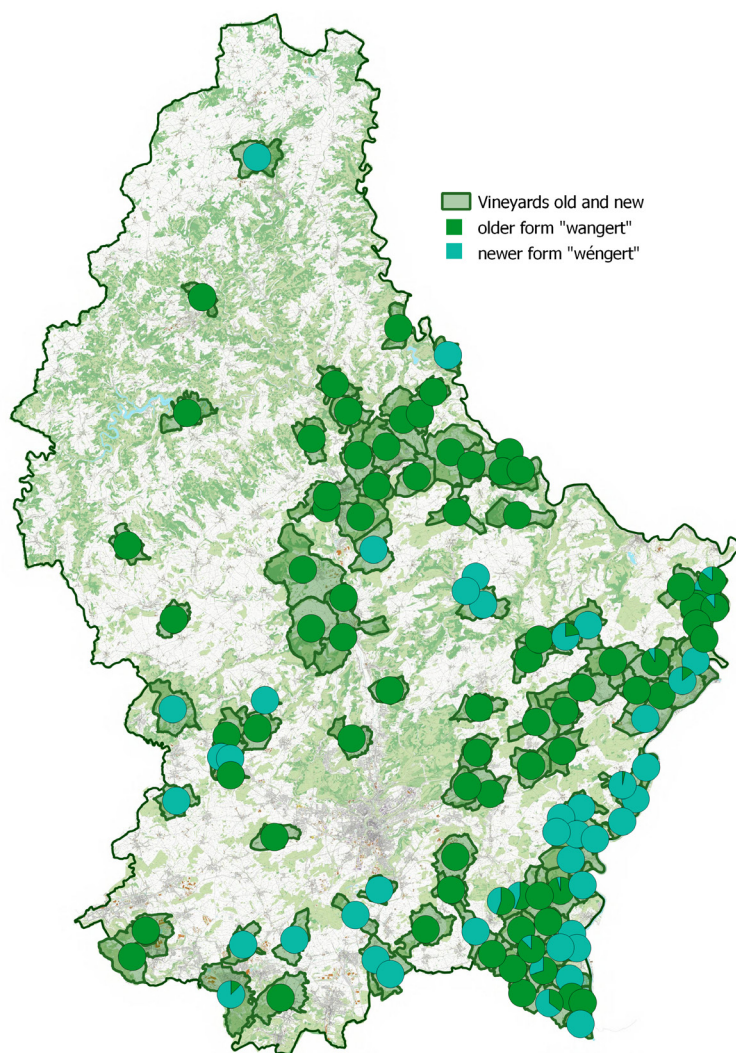 Vineyards old and new
older form "wangert"
newer form "wéngert"